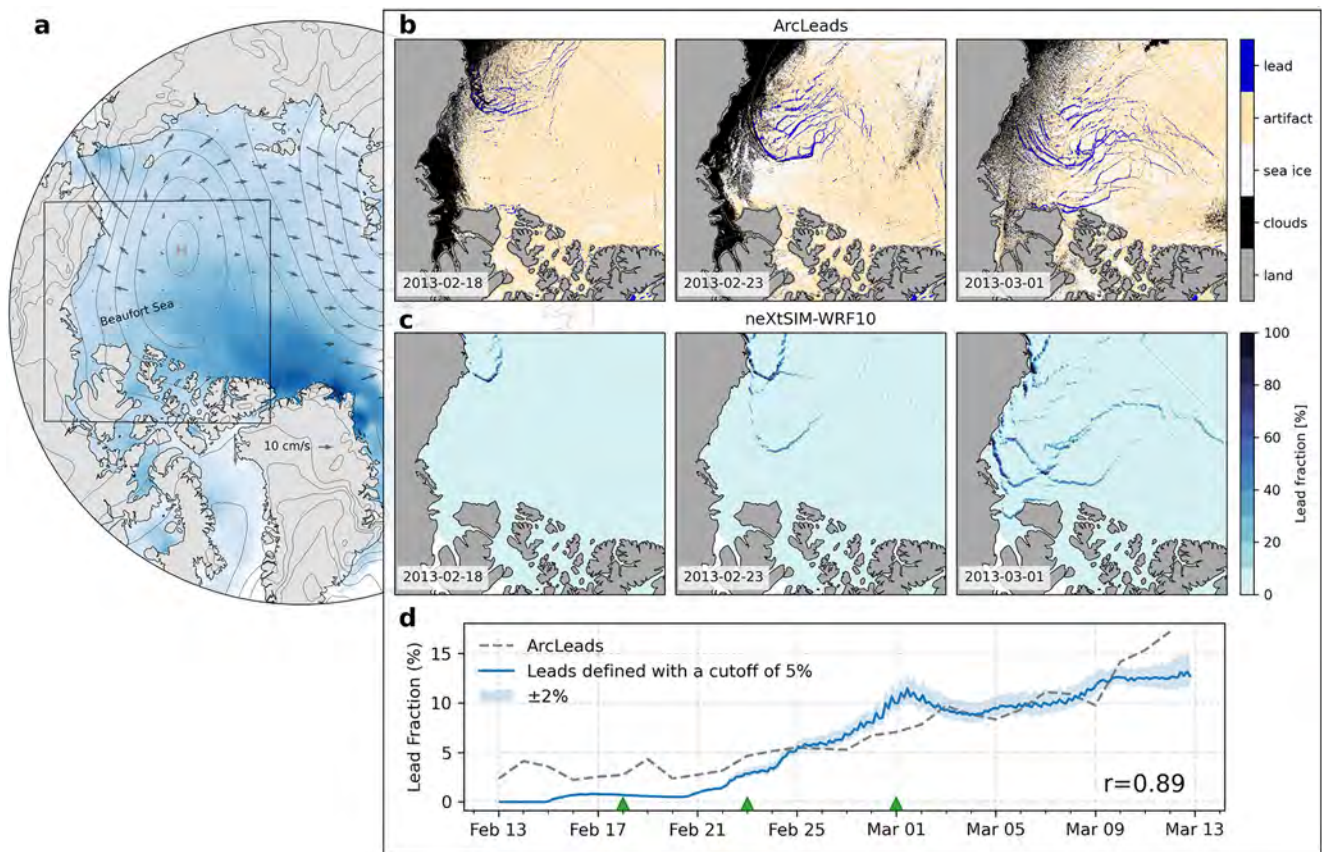 a
H
Beaufort Sea
10 cm/s
b
ArcLeads
2013-02-18
2013-02-23
2013-03-01
lead
artifact
sea ice
clouds
land
c
neXtSIM-WRF10
2013-02-18
2013-02-23
2013-03-01
100
80
60
40
20
0
Lead fraction [%]
d
ArcLeads
Leads defined with a cutoff of 5%
±2%
Lead Fraction (%)
15
10
5
0
r=0.89
Feb 13
Feb 17
Feb 21
Feb 25
Mar 01
Mar 05
Mar 09
Mar 13